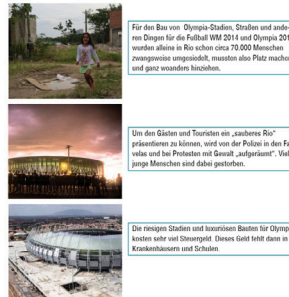 Für den Bau von Olympia-Stadien, Straßen und ande-
ren Dingen für die Fußball WM 2014 und Olympia 201
wurden alleine in Rio schon circa 70.000 Menschen
zwangsweise umgesiedelt, mussten also Platz machen
und ganz woanders hinziehen.
Um den Gästen und Touristen ein „sauberes Rio“
präsentieren zu können, wird von der Polizei in den Fa
velas und bei Protesten mit Gewalt „aufgeräumt“. Viel
junge Menschen sind dabei gestorben.
Die riesigen Stadien und luxuriösen Bauten für Olymp
kosten sehr viel Steuergeld. Dieses Geld fehlt dann in
Krankenhäusern und Schulen.